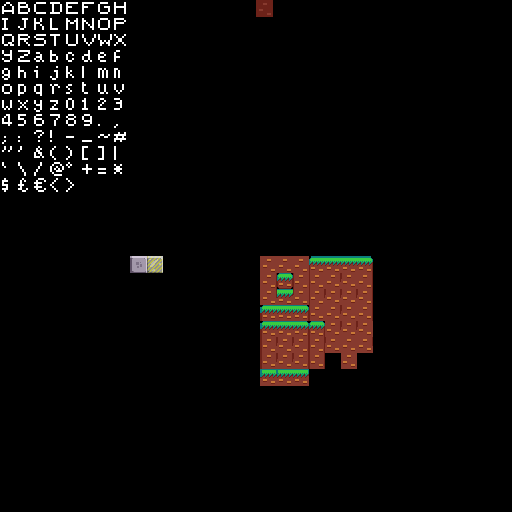 ABCDEFGH
IJKLMNOP
QRSTUVWX
YZabcdef
ghijklmn
opqrstuv
wxyz0123
456789.,
;:?!-_~#
"'&()[]|
`\/@°+=*
$£€<>